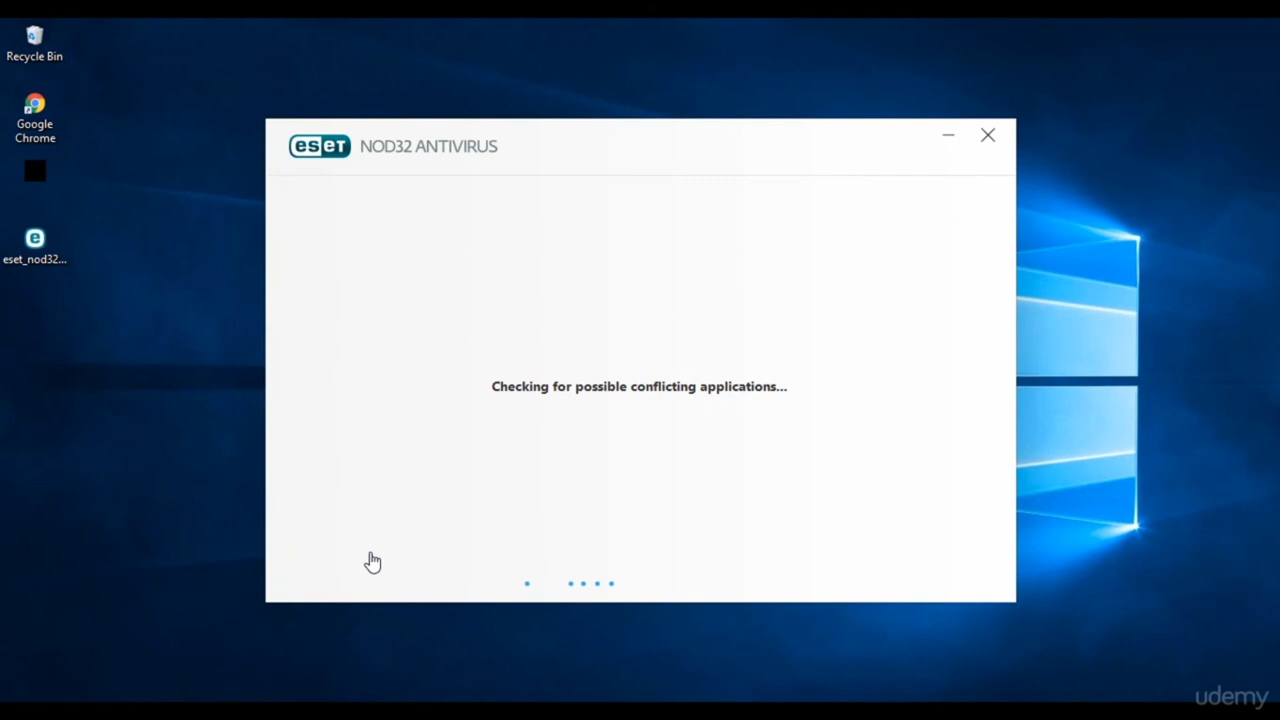 Recycle Bin
Google
Chrome
eset_nod32...
eset NOD32 ANTIVIRUS
Checking for possible conflicting applications...
udemy